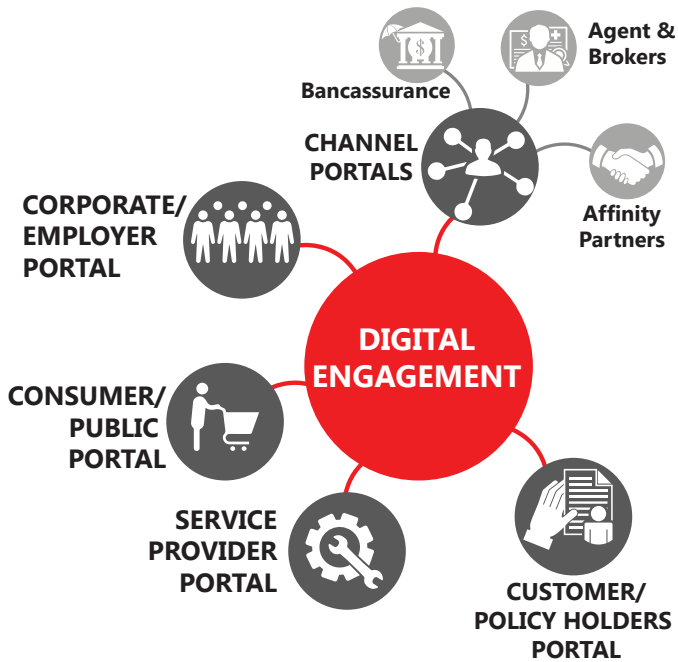 Agent &
Brokers
Bancassurance
CHANNEL
PORTALS
Affinity
Partners
CORPORATE/
EMPLOYER
PORTAL
DIGITAL
ENGAGEMENT
CONSUMER/
PUBLIC
PORTAL
SERVICE
PROVIDER
PORTAL
CUSTOMER/
POLICY HOLDERS
PORTAL